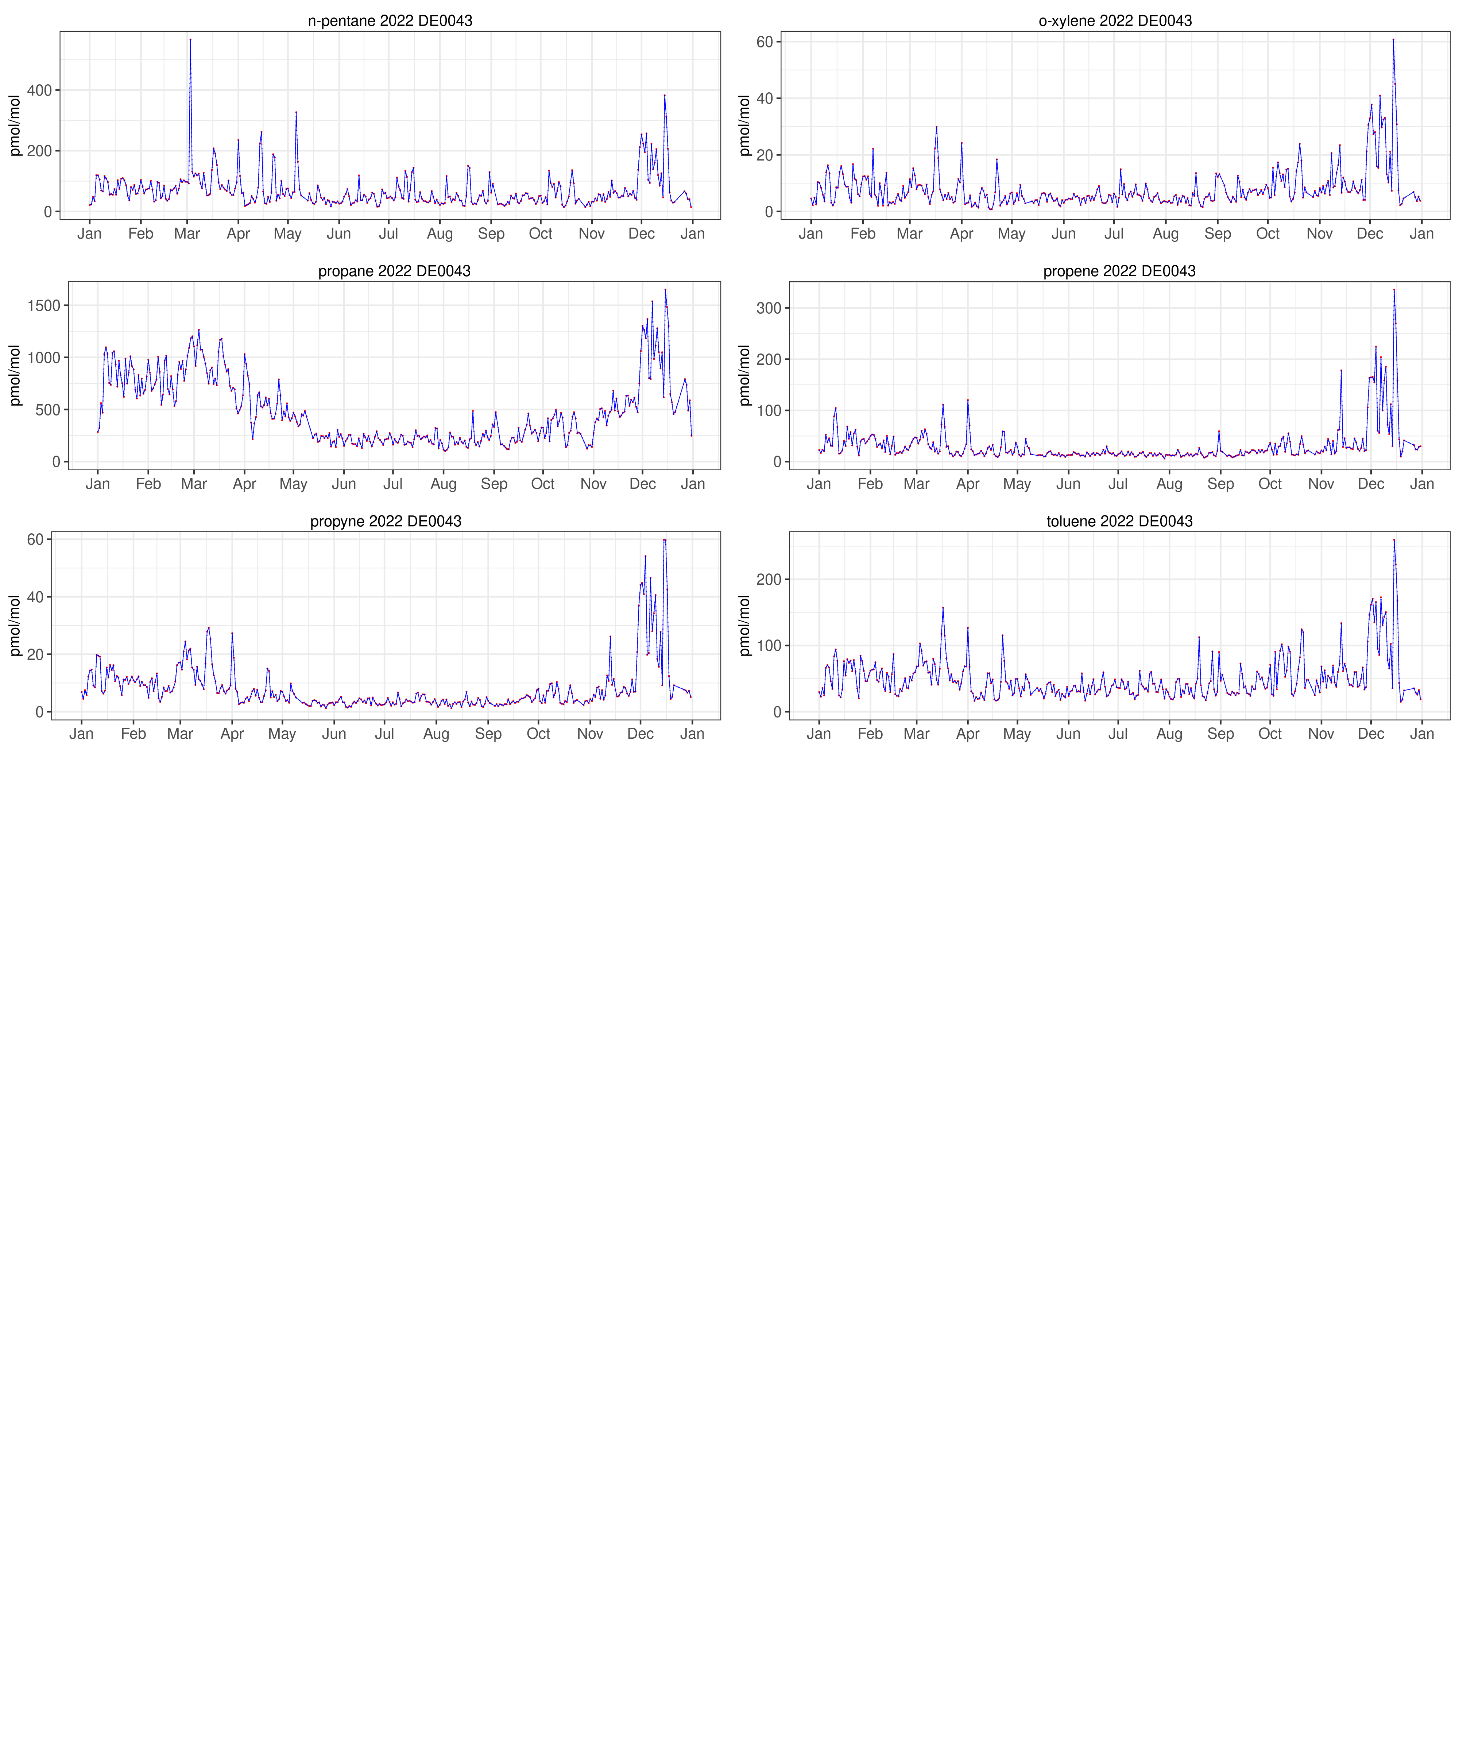 n-pentane 2022 DE0043
pmol/mol
400
200
0
Jan Feb Mar Apr May Jun Jul Aug Sep Oct Nov Dec Jan
o-xylene 2022 DE0043
pmol/mol
60
40
20
0
Jan Feb Mar Apr May Jun Jul Aug Sep Oct Nov Dec Jan
propane 2022 DE0043
pmol/mol
1500
1000
500
0
Jan Feb Mar Apr May Jun Jul Aug Sep Oct Nov Dec Jan
propene 2022 DE0043
pmol/mol
300
200
100
0
Jan Feb Mar Apr May Jun Jul Aug Sep Oct Nov Dec Jan
propyne 2022 DE0043
pmol/mol
60
40
20
0
Jan Feb Mar Apr May Jun Jul Aug Sep Oct Nov Dec Jan
toluene 2022 DE0043
pmol/mol
200
100
0
Jan Feb Mar Apr May Jun Jul Aug Sep Oct Nov Dec Jan